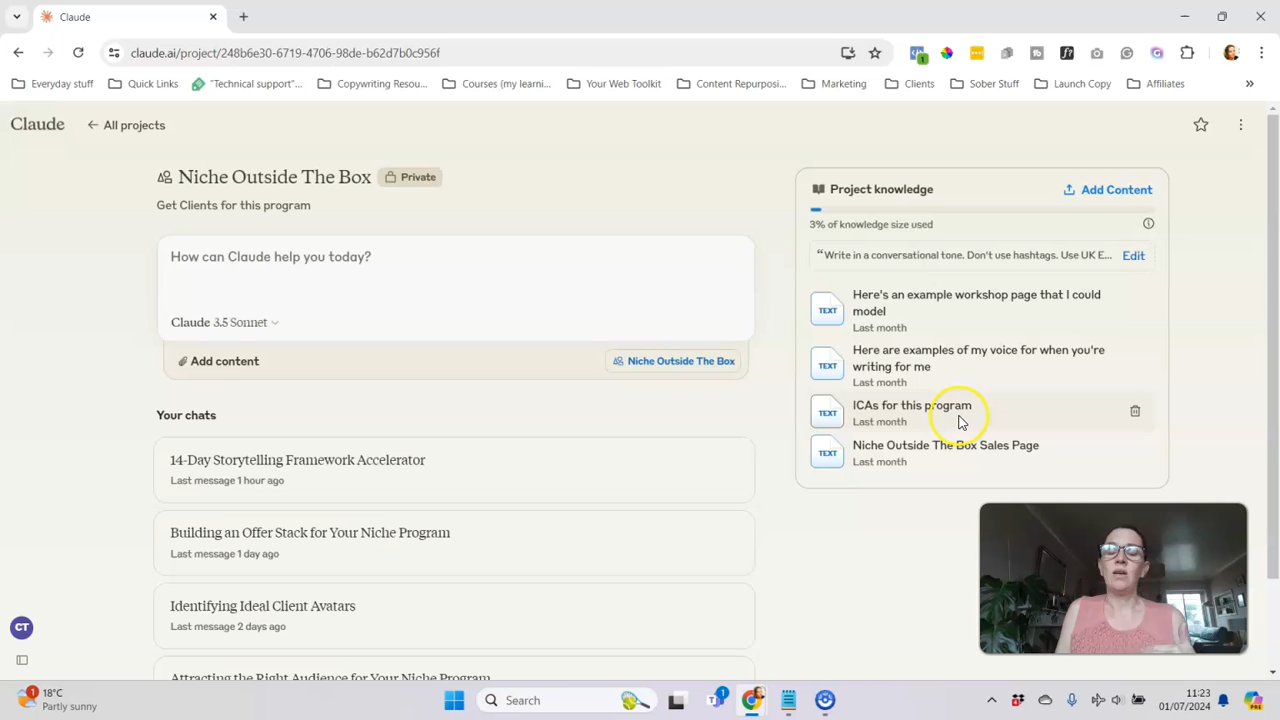 Claude
claude.ai/project/248b6e30-6719-4706-98de-b62d7b0c956f
1
Everyday stuff
Quick Links
"Technical support"...
Copywriting Resou...
Courses (my learni...
Your Web Toolkit
Content Repurposi...
Marketing
Clients
Sober Stuff
Launch Copy
Affiliates
Claude
All projects
Niche Outside The Box
Private
Get Clients for this program
How can Claude help you today?
Claude 3.5 Sonnet
Add content
Niche Outside The Box
Your chats
14-Day Storytelling Framework Accelerator
Last message 1 hour ago
Building an Offer Stack for Your Niche Program
Last message 1 day ago
Identifying Ideal Client Avatars
Last message 2 days ago
Attracting the Right Audience for Your Niche Program
Project knowledge
Add Content
3% of knowledge size used
“Write in a conversational tone. Don't use hashtags. Use UK E...
Edit
TEXT
Here's an example workshop page that I could
model
Last month
TEXT
Here are examples of my voice for when you're
writing for me
Last month
TEXT
ICAs for this program
Last month
TEXT
Niche Outside The Box Sales Page
Last month
CT
1
18°C
Partly sunny
Search
1
11:23
01/07/2024
PRE